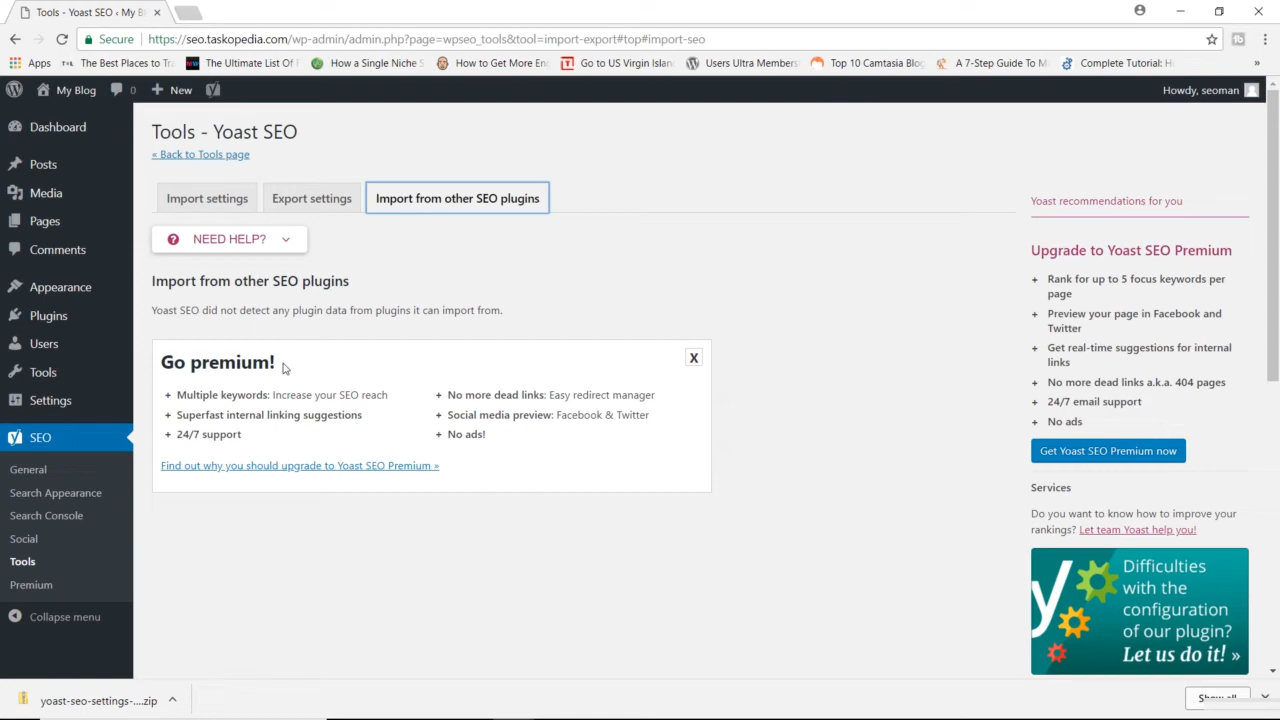 Tools - Yoast SEO ‹ My B
Secure
https://seo.taskopedia.com/wp-admin/admin.php?page=wpseo_tools&tool=import-export#top#import-seo
Apps
The Best Places to Tra
The Ultimate List Of
How a Single Niche S
How to Get More En
Go to US Virgin Islan
Users Ultra Membersh
Top 10 Camtasia Blog
A 7-Step Guide To M
Complete Tutorial: H
»
My Blog
0
New
Howdy, seoman
Dashboard
Posts
Media
Pages
Comments
Appearance
Plugins
Users
Tools
Settings
SEO
General
Search Appearance
Search Console
Social
Tools
Premium
Collapse menu
Tools - Yoast SEO
« Back to Tools page
Import settings
Export settings
Import from other SEO plugins
NEED HELP?
Import from other SEO plugins
Yoast SEO did not detect any plugin data from plugins it can import from.
Go premium!
X
+ Multiple keywords: Increase your SEO reach
+ Superfast internal linking suggestions
+ 24/7 support
+ No more dead links: Easy redirect manager
+ Social media preview: Facebook & Twitter
+ No ads!
Find out why you should upgrade to Yoast SEO Premium »
Yoast recommendations for you
Upgrade to Yoast SEO Premium
+ Rank for up to 5 focus keywords per
page
+ Preview your page in Facebook and
Twitter
+ Get real-time suggestions for internal
links
+ No more dead links a.k.a. 404 pages
+ 24/7 email support
+ No ads
Get Yoast SEO Premium now
Services
Do you want to know how to improve your
rankings? Let team Yoast help you!
Difficulties
with the
configuration
of our plugin?
Let us do it! »
yoast-seo-settings-....zip
Show all